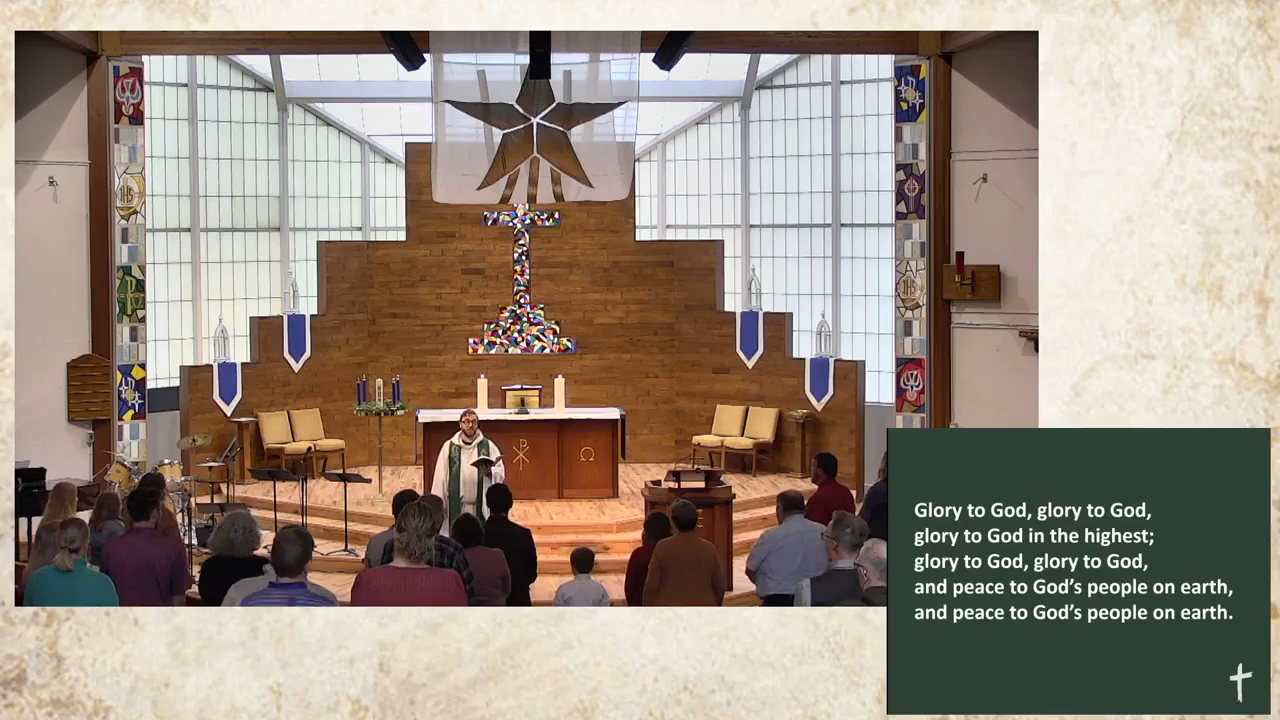 Glory to God, glory to God,
glory to God in the highest;
glory to God, glory to God,
and peace to God's people on earth,
and peace to God's people on earth.
Ω